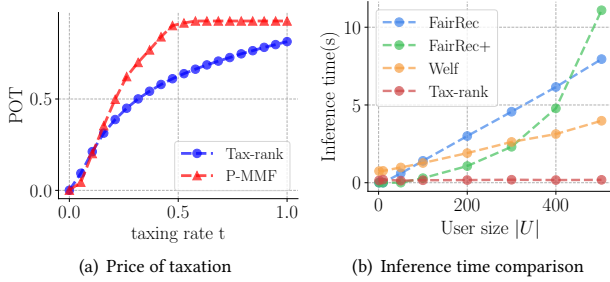 POT
0.5
0.0
0.0
0.5
1.0
taxing rate t
Tax-rank
P-MMF
(a) Price of taxation
Inference time(s)
10
5
0
0
200
400
User size |U|
FairRec
FairRec+
Welf
Tax-rank
(b) Inference time comparison